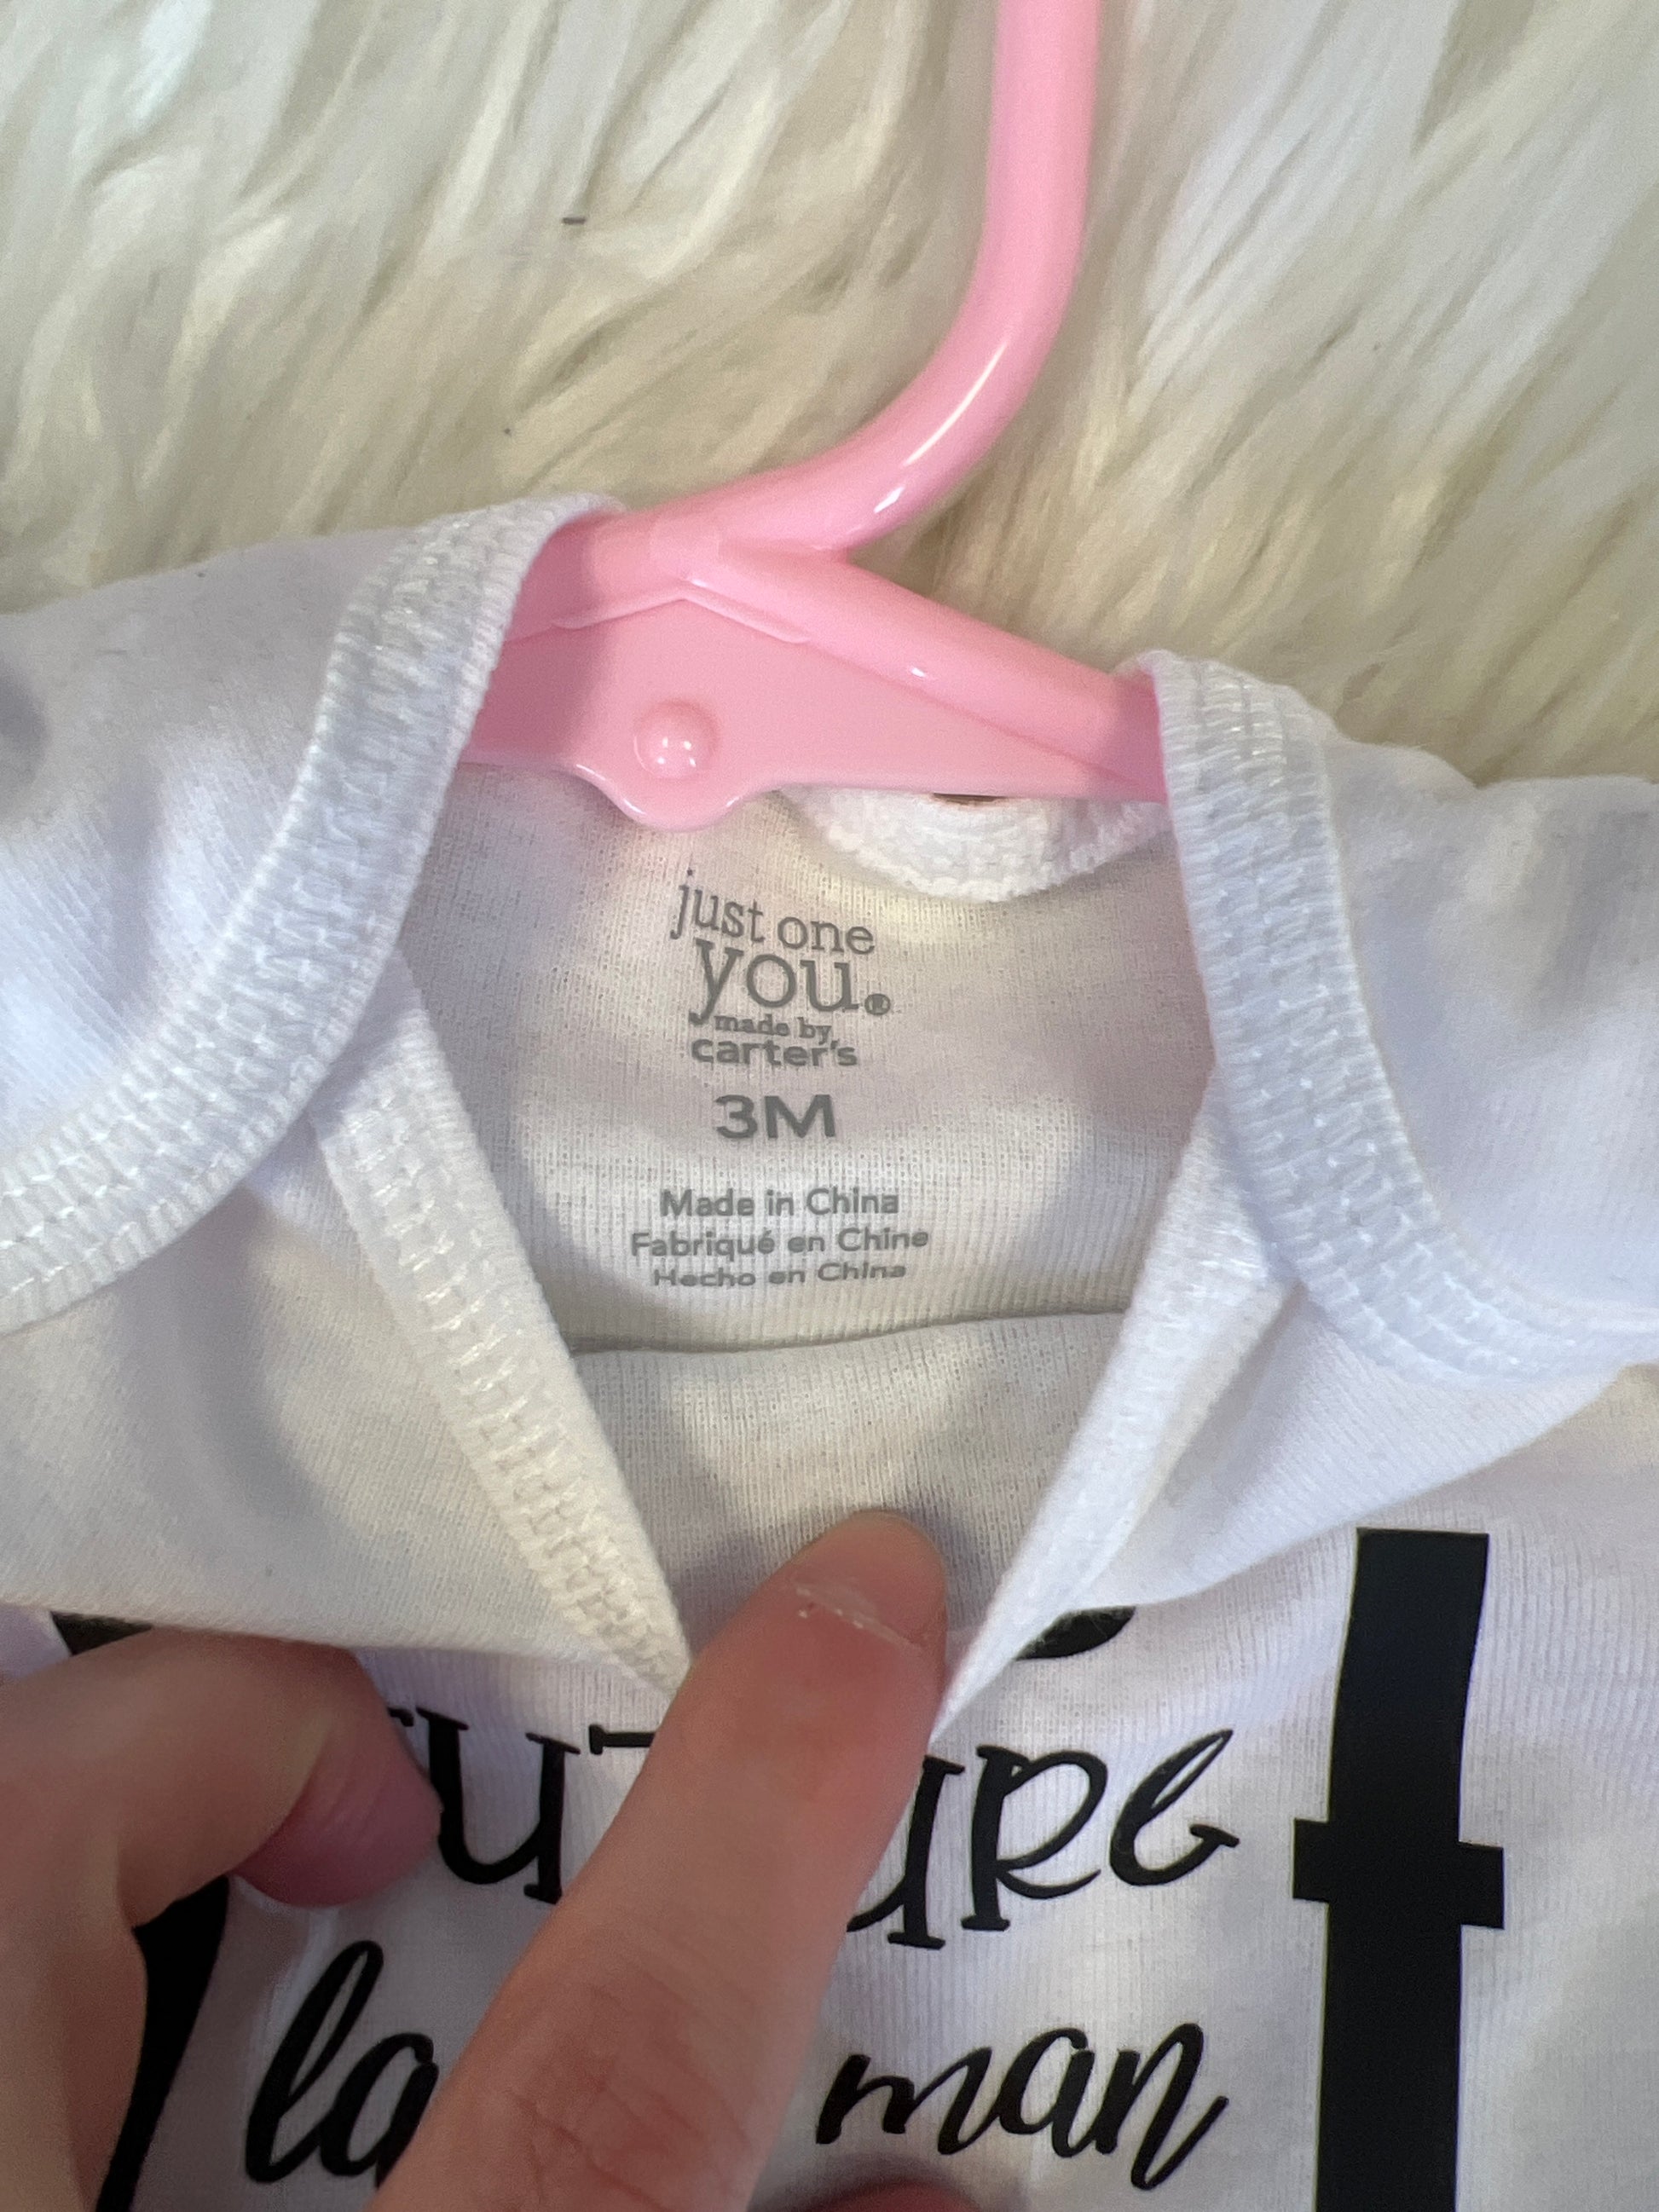 just one
you.®
made by
carter's
3M
Made in China
Fabriqué en Chine
Hecho en China
man